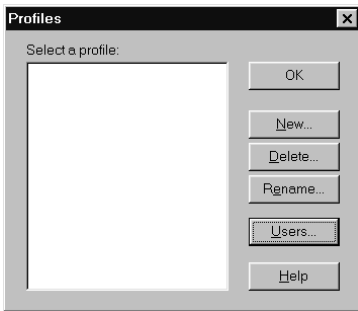 Profiles
Select a profile:
OK
New...
Delete...
Rename...
Users...
Help